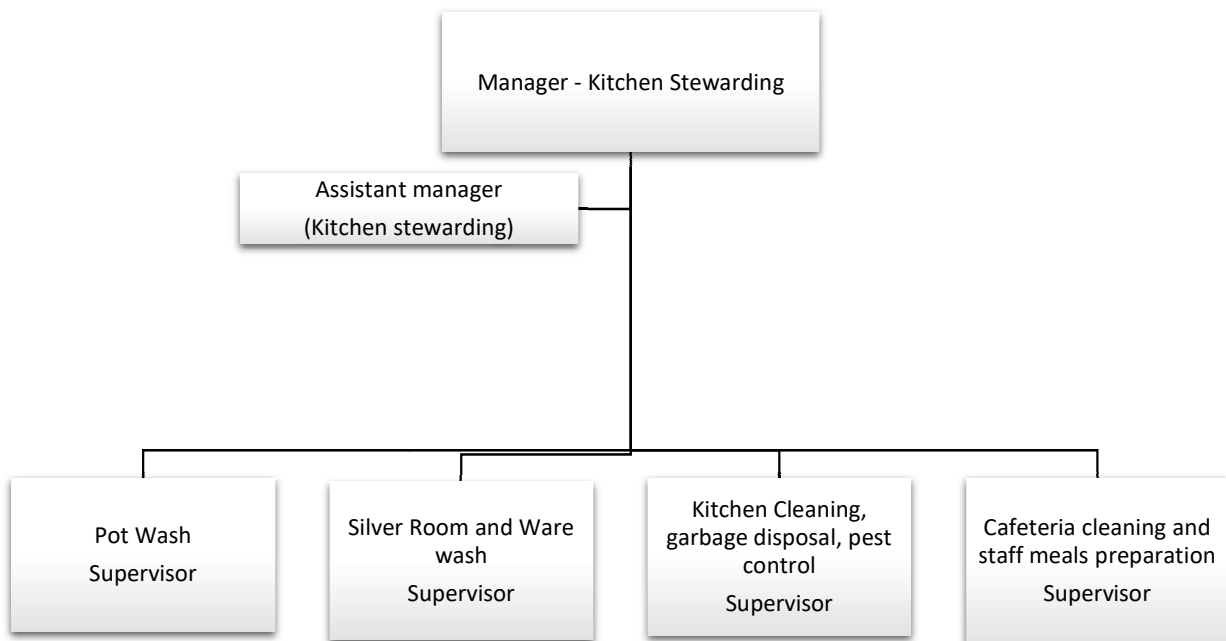 Manager - Kitchen Stewarding
Assistant manager
(Kitchen stewarding)
Pot Wash
Supervisor
Silver Room and Ware
wash
Supervisor
Kitchen Cleaning,
garbage disposal, pest
control
Supervisor
Cafeteria cleaning and
staff meals preparation
Supervisor